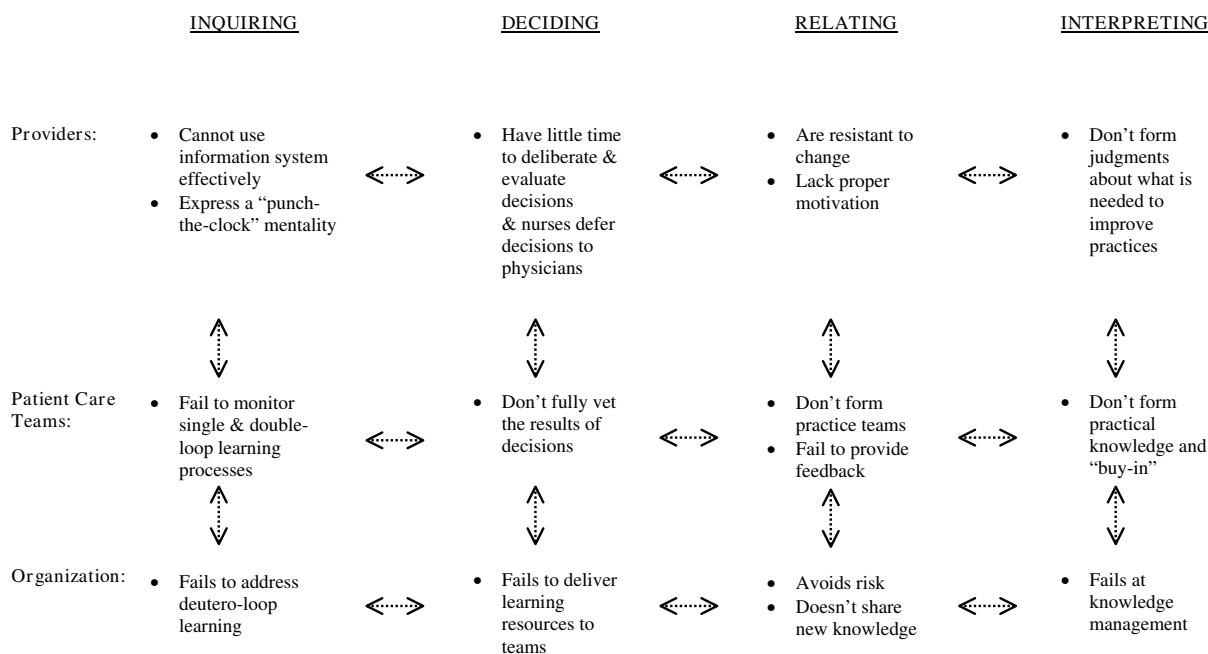 INQUIRING DECIDING RELATING INTERPRETING
Providers:
• Cannot use
information system
effectively
• Express a “punch-
the-clock” mentality
• Have little time
to deliberate &
evaluate
decisions
& nurses defer
decisions to
physicians
• Are resistant to
change
• Lack proper
motivation
• Don’t form
judgments
about what is
needed to
improve
practices
Patient Care
Teams:
• Fail to monitor
single & double-
loop learning
processes
• Don’t fully vet
the results of
decisions
• Don’t form
practice teams
• Fail to provide
feedback
• Don’t form
practical
knowledge and
“buy-in”
Organization:
• Fails to address
deutero-loop
learning
• Fails to deliver
learning
resources to
teams
• Avoids risk
• Doesn’t share
new knowledge
• Fails at
knowledge
management